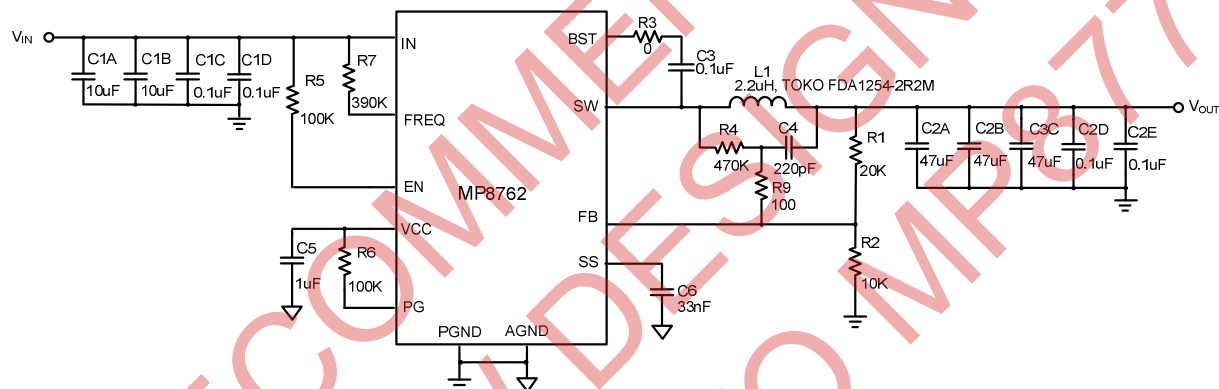 VIN
C1A
10uF
C1B
10uF
C1C
0.1uF
C1D
0.1uF
R5
100K
R7
390K
IN
FREQ
EN
VCC
PG
MP8762
PGND
AGND
BST
SW
FB
SS
R3
0
C3
0.1uF
L1
2.2uH, TOKO FDA1254-2R2M
R4
470K
C4
220pF
R9
100
R1
20K
R2
10K
C2A
47uF
C2B
47uF
C3C
47uF
C2D
0.1uF
C2E
0.1uF
VOUT
C5
1uF
R6
100K
C6
33nF
DESIGN
MP877